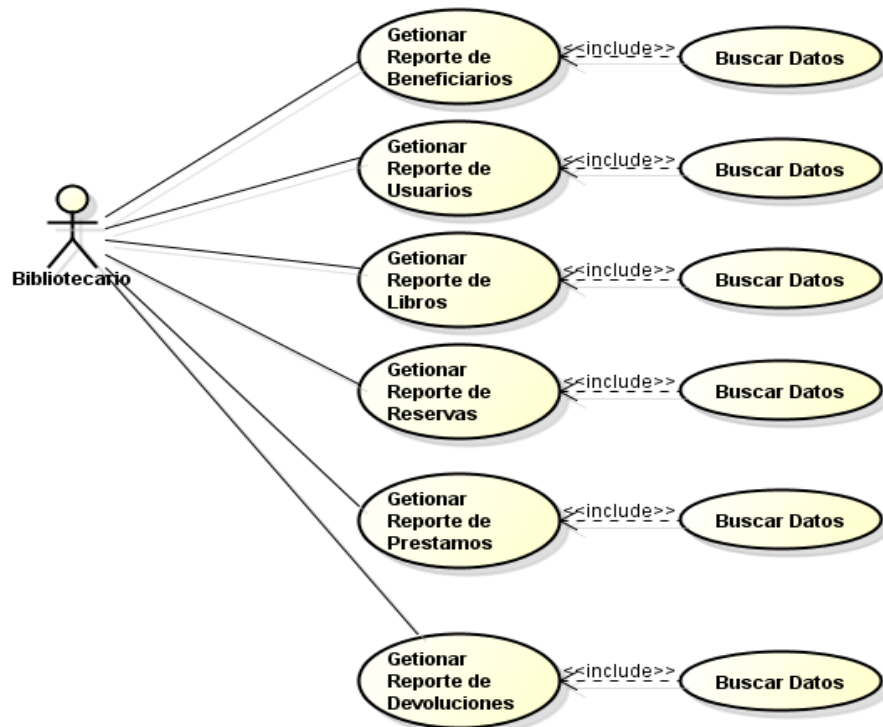 Getionar
Reporte de
Beneficiarios
<<include>>
Buscar Datos
Getionar
Reporte de
Usuarios
<<include>>
Buscar Datos
Bibliotecario
Getionar
Reporte de
Libros
<<include>>
Buscar Datos
Getionar
Reporte de
Reservas
<<include>>
Buscar Datos
Getionar
Reporte de
Prestamos
<<include>>
Buscar Datos
Getionar
Reporte de
Devoluciones
<<include>>
Buscar Datos